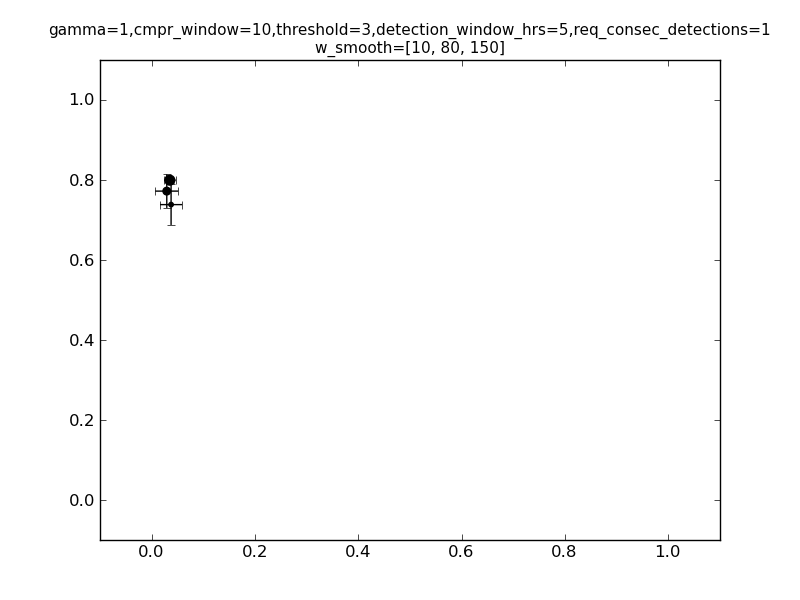 gamma=1,cmpr_window=10,threshold=3,detection_window_hrs=5,req_consec_detections=1
w_smooth=[10, 80, 150]
1.0
0.8
0.6
0.4
0.2
0.0
0.0 0.2 0.4 0.6 0.8 1.0